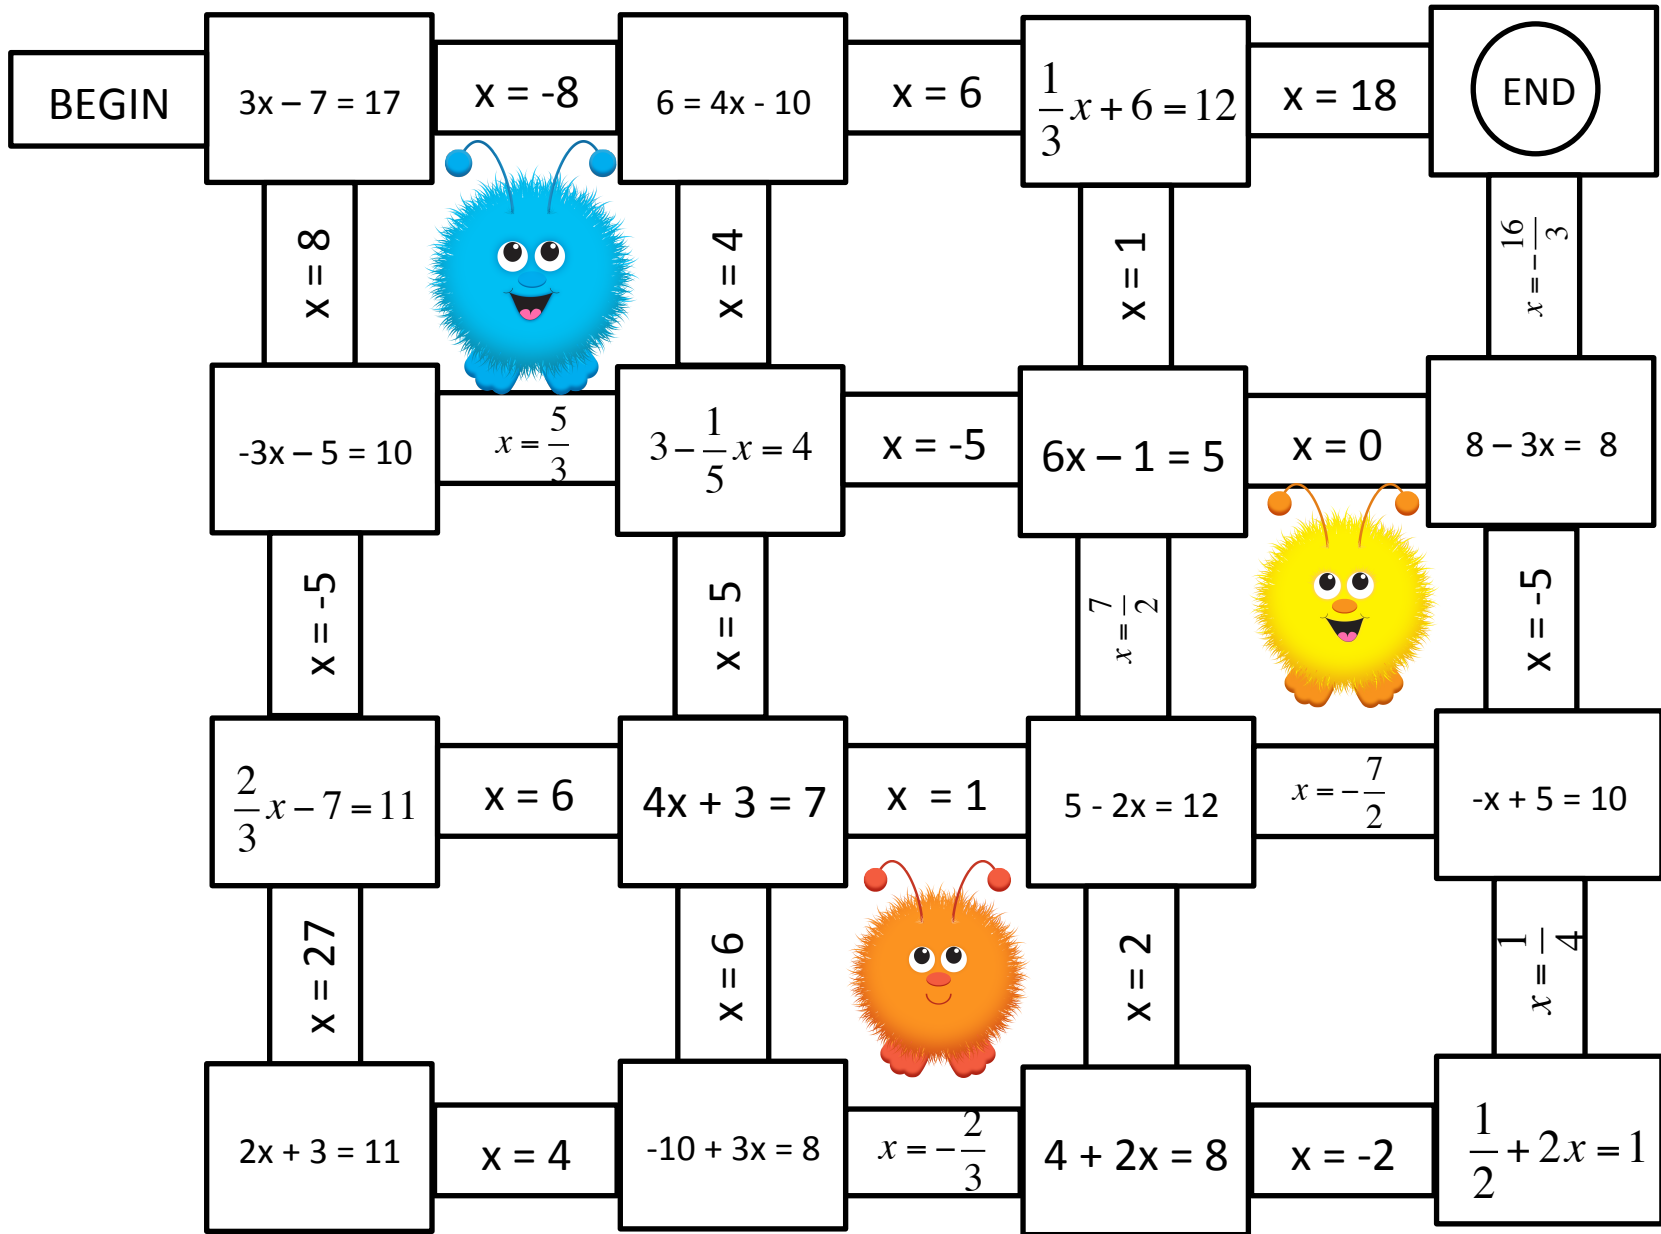 BEGIN
3x – 7 = 17
x = -8
6 = 4x - 10
x = 6
1/3 x + 6 = 12
x = 18
END
x = 8
x = 4
x = 1
x = -16/3
-3x – 5 = 10
x = 5/3
3 - 1/5 x = 4
x = -5
6x – 1 = 5
x = 0
8 – 3x =  8
x = -5
x = 5
x = 7/2
x = -5
2/3 x - 7 = 11
x = 6
4x + 3 = 7
x  = 1
5 - 2x = 12
x = -7/2
-x + 5 = 10
x = 27
x = 6
x = 2
x = 1/4
2x + 3 = 11
x = 4
-10 + 3x = 8
x = -2/3
4 + 2x = 8
x = -2
1/2 + 2x = 1